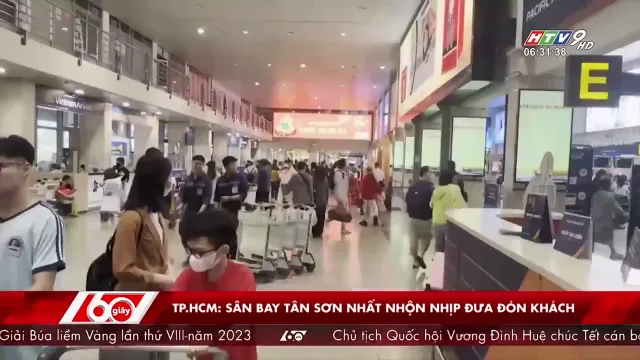 HTV9 HD
06:31:38
E
60 giây
TP.HCM: SÂN BAY TÂN SƠN NHẤT NHỘN NHỊP ĐƯA ĐÓN KHÁCH
Giải Búa liềm Vàng lần thứ VIII-năm 2023 60 Chủ tịch Quốc hội Vương Đình Huệ chúc Tết cán b